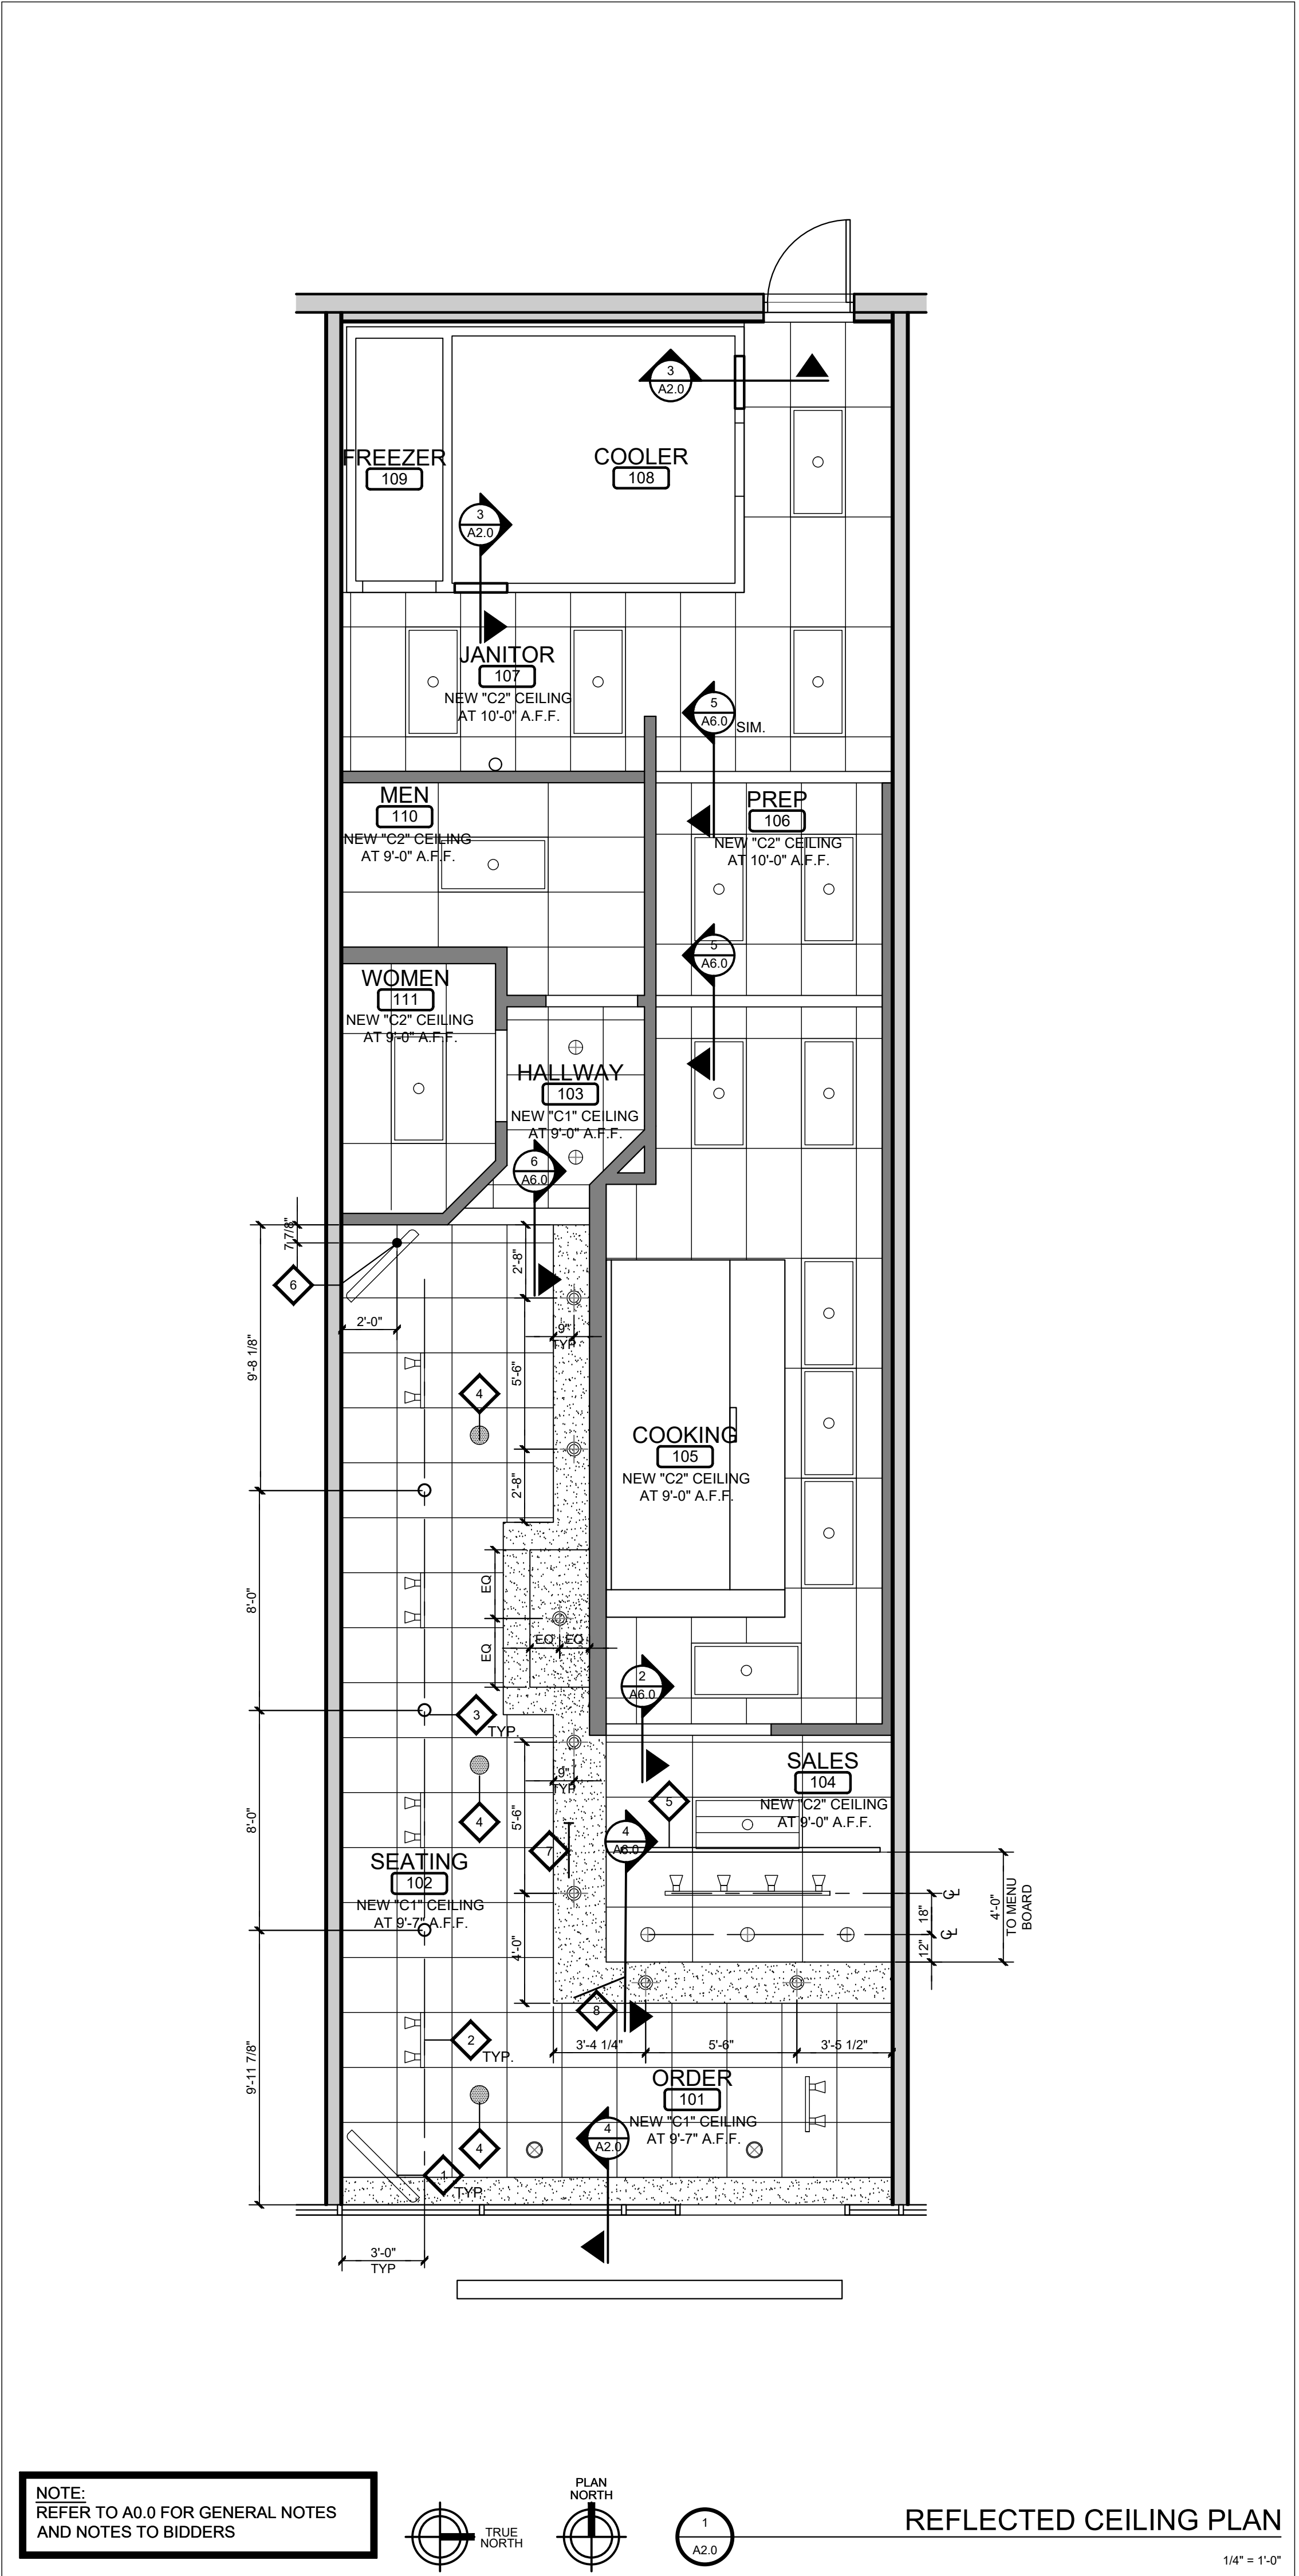 3
A2.0
FREEZER
109
COOLER
108
3
A2.0
JANITOR
107
NEW "C2" CEILING
AT 10'-0" A.F.F.
5
A6.0
SIM.
MEN
110
NEW "C2" CEILING
AT 9'-0" A.F.F.
PREP
106
NEW "C2" CEILING
AT 10'-0" A.F.F.
5
A6.0
WOMEN
111
NEW "C2" CEILING
AT 9'-0" A.F.F.
HALLWAY
103
NEW "C1" CEILING
AT 9'-0" A.F.F.
6
A6.0
7 7/8"
6
2'-0"
9'-8 1/8"
2'-8"
9"
TYP
5'-6"
4
2'-8"
COOKING
105
NEW "C2" CEILING
AT 9'-0" A.F.F.
8'-0"
EQ
EQ
EQ EQ
2
A6.0
3
TYP.
9"
TYP
SALES
104
NEW "C2" CEILING
AT 9'-0" A.F.F.
5
4
A6.0
4
5'-6"
7
8'-0"
SEATING
102
NEW "C1" CEILING
AT 9'-7" A.F.F.
CL
18"
CL
12"
4'-0"
TO MENU
BOARD
4'-0"
8
3'-4 1/4"
5'-6"
3'-5 1/2"
2
TYP.
9'-11 7/8"
ORDER
101
NEW "C1" CEILING
AT 9'-7" A.F.F.
4
4
A2.0
1
TYP.
3'-0"
TYP
NOTE:
REFER TO A0.0 FOR GENERAL NOTES
AND NOTES TO BIDDERS
TRUE
NORTH
PLAN
NORTH
1
A2.0
REFLECTED CEILING PLAN
1/4" = 1'-0"